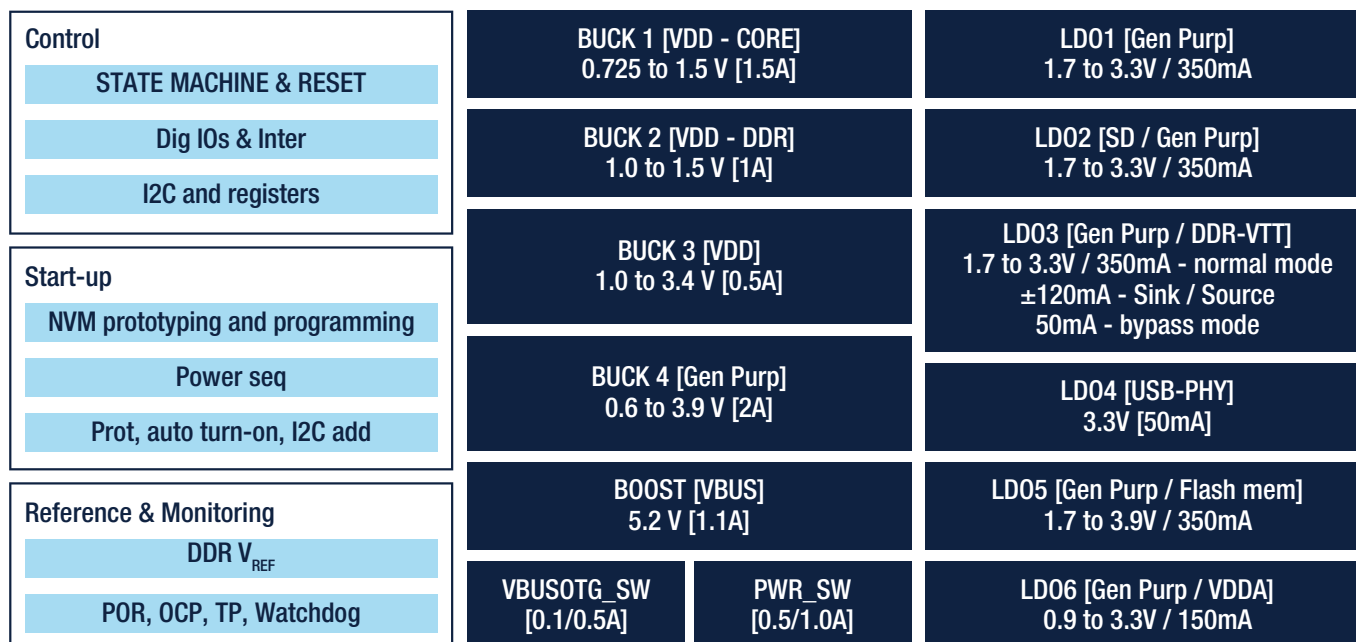 Control
STATE MACHINE & RESET
Dig IOs & Inter
I2C and registers
Start-up
NVM prototyping and programming
Power seq
Prot, auto turn-on, I2C add
Reference & Monitoring
DDR VREF
POR, OCP, TP, Watchdog
BUCK 1 [VDD - CORE]
0.725 to 1.5 V [1.5A]
BUCK 2 [VDD - DDR]
1.0 to 1.5 V [1A]
BUCK 3 [VDD]
1.0 to 3.4 V [0.5A]
BUCK 4 [Gen Purp]
0.6 to 3.9 V [2A]
BOOST [VBUS]
5.2 V [1.1A]
VBUSOTG_SW
[0.1/0.5A]
PWR_SW
[0.5/1.0A]
LDO1 [Gen Purp]
1.7 to 3.3V / 350mA
LDO2 [SD / Gen Purp]
1.7 to 3.3V / 350mA
LDO3 [Gen Purp / DDR-VTT]
1.7 to 3.3V / 350mA - normal mode
±120mA - Sink / Source
50mA - bypass mode
LDO4 [USB-PHY]
3.3V [50mA]
LDO5 [Gen Purp / Flash mem]
1.7 to 3.9V / 350mA
LDO6 [Gen Purp / VDDA]
0.9 to 3.3V / 150mA